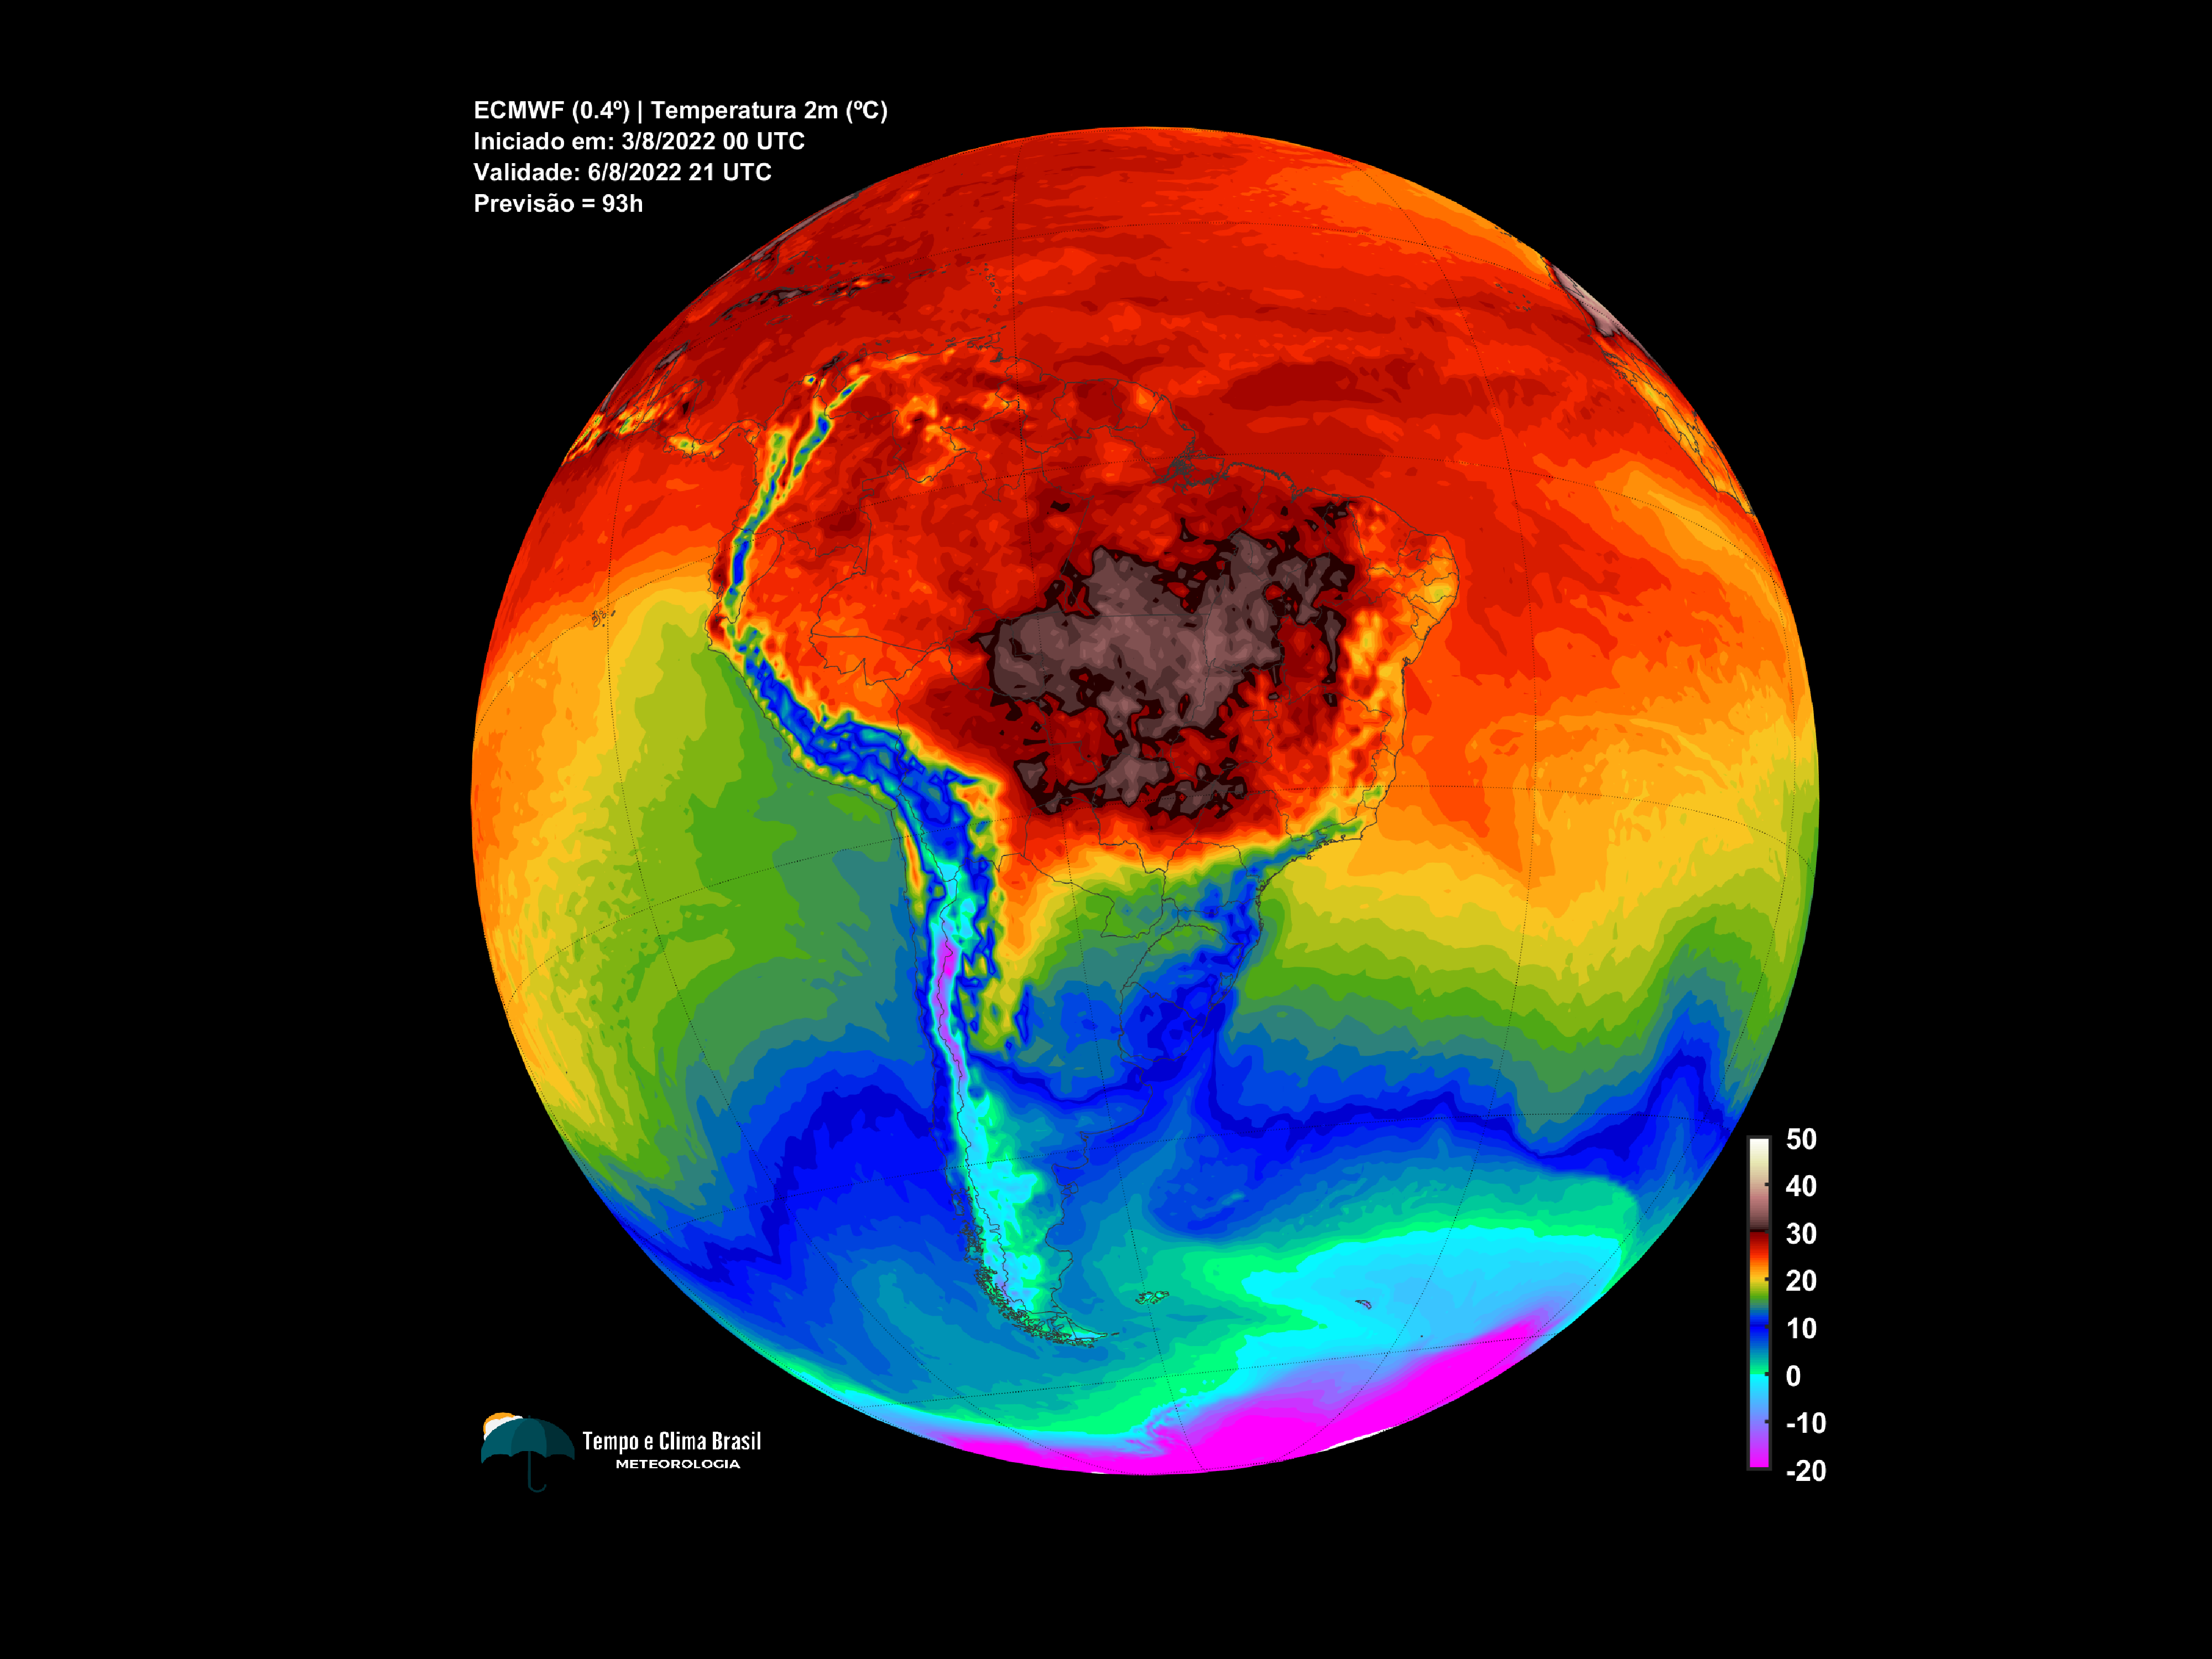 ECMWF (0.4º) | Temperatura 2m (ºC)
Iniciado em: 3/8/2022 00 UTC
Validade: 6/8/2022 21 UTC
Previsão = 93h
50
40
30
20
10
0
-10
-20
Tempo e Clima Brasil
METEOROLOGIA